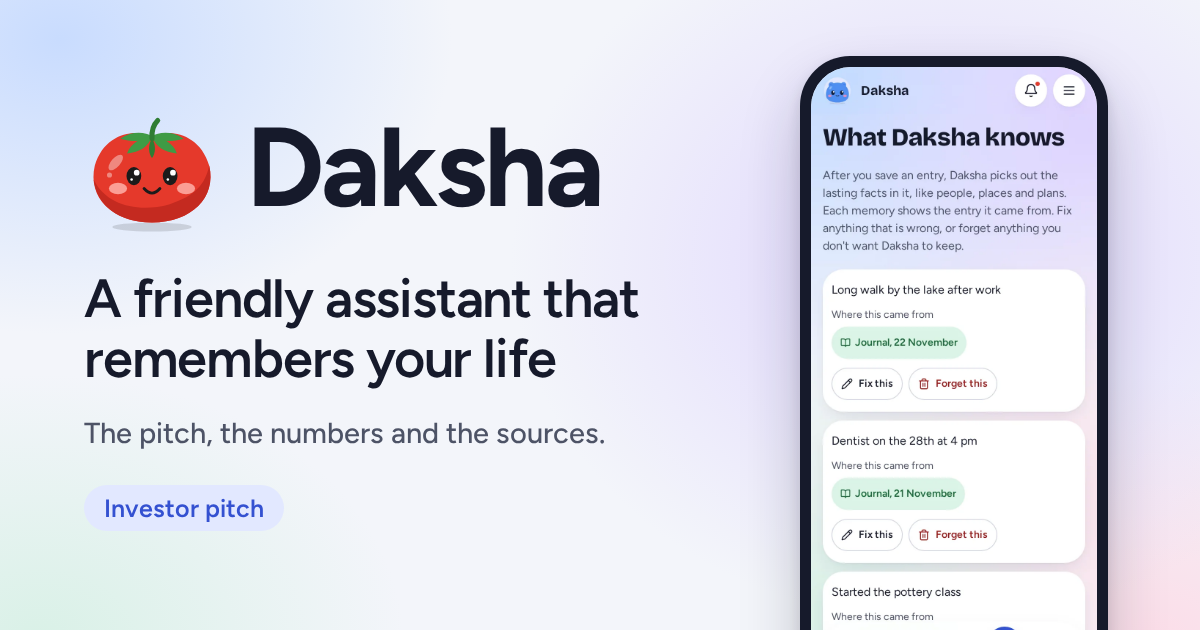 Daksha
A friendly assistant that
remembers your life
The pitch, the numbers and the sources.
Investor pitch
Daksha
What Daksha knows
After you save an entry, Daksha picks out the
lasting facts in it, like people, places and plans.
Each memory shows the entry it came from. Fix
anything that is wrong, or forget anything you
don't want Daksha to keep.
Long walk by the lake after work
Where this came from
Journal, 22 November
Fix this
Forget this
Dentist on the 28th at 4 pm
Where this came from
Journal, 21 November
Fix this
Forget this
Started the pottery class
Where this came from